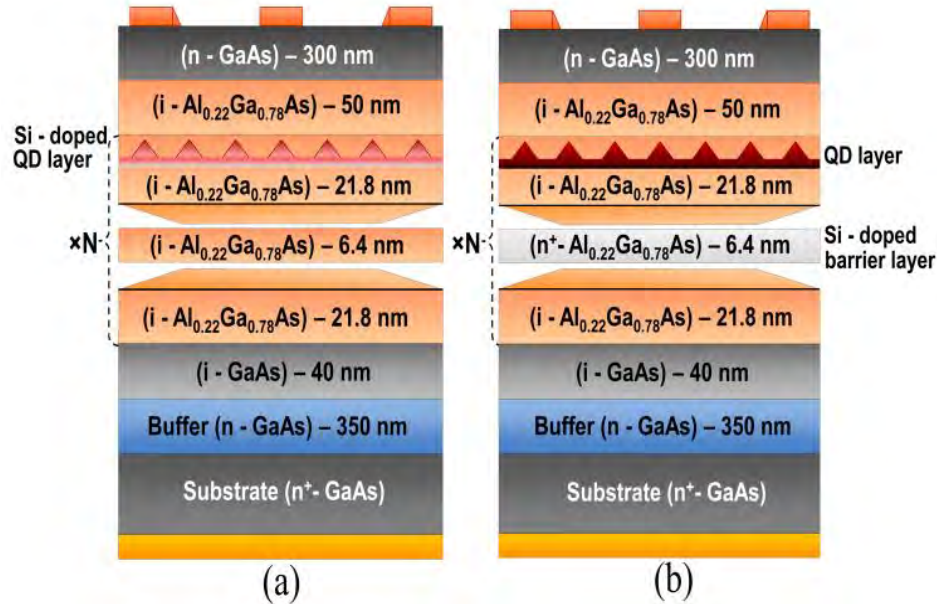 (n - GaAs) – 300 nm
(i - Al₀.₂₂Ga₀.₇₈As) – 50 nm
Si - doped
QD layer
(i - Al₀.₂₂Ga₀.₇₈As) – 21.8 nm
×N
(i - Al₀.₂₂Ga₀.₇₈As) – 6.4 nm
(i - Al₀.₂₂Ga₀.₇₈As) – 21.8 nm
(i - GaAs) – 40 nm
Buffer (n - GaAs) – 350 nm
Substrate (n⁺- GaAs)
(a)
(n - GaAs) – 300 nm
(i - Al₀.₂₂Ga₀.₇₈As) – 50 nm
QD layer
(i - Al₀.₂₂Ga₀.₇₈As) – 21.8 nm
×N
(n⁺- Al₀.₂₂Ga₀.₇₈As) – 6.4 nm
Si - doped
barrier layer
(i - Al₀.₂₂Ga₀.₇₈As) – 21.8 nm
(i - GaAs) – 40 nm
Buffer (n - GaAs) – 350 nm
Substrate (n⁺- GaAs)
(b)